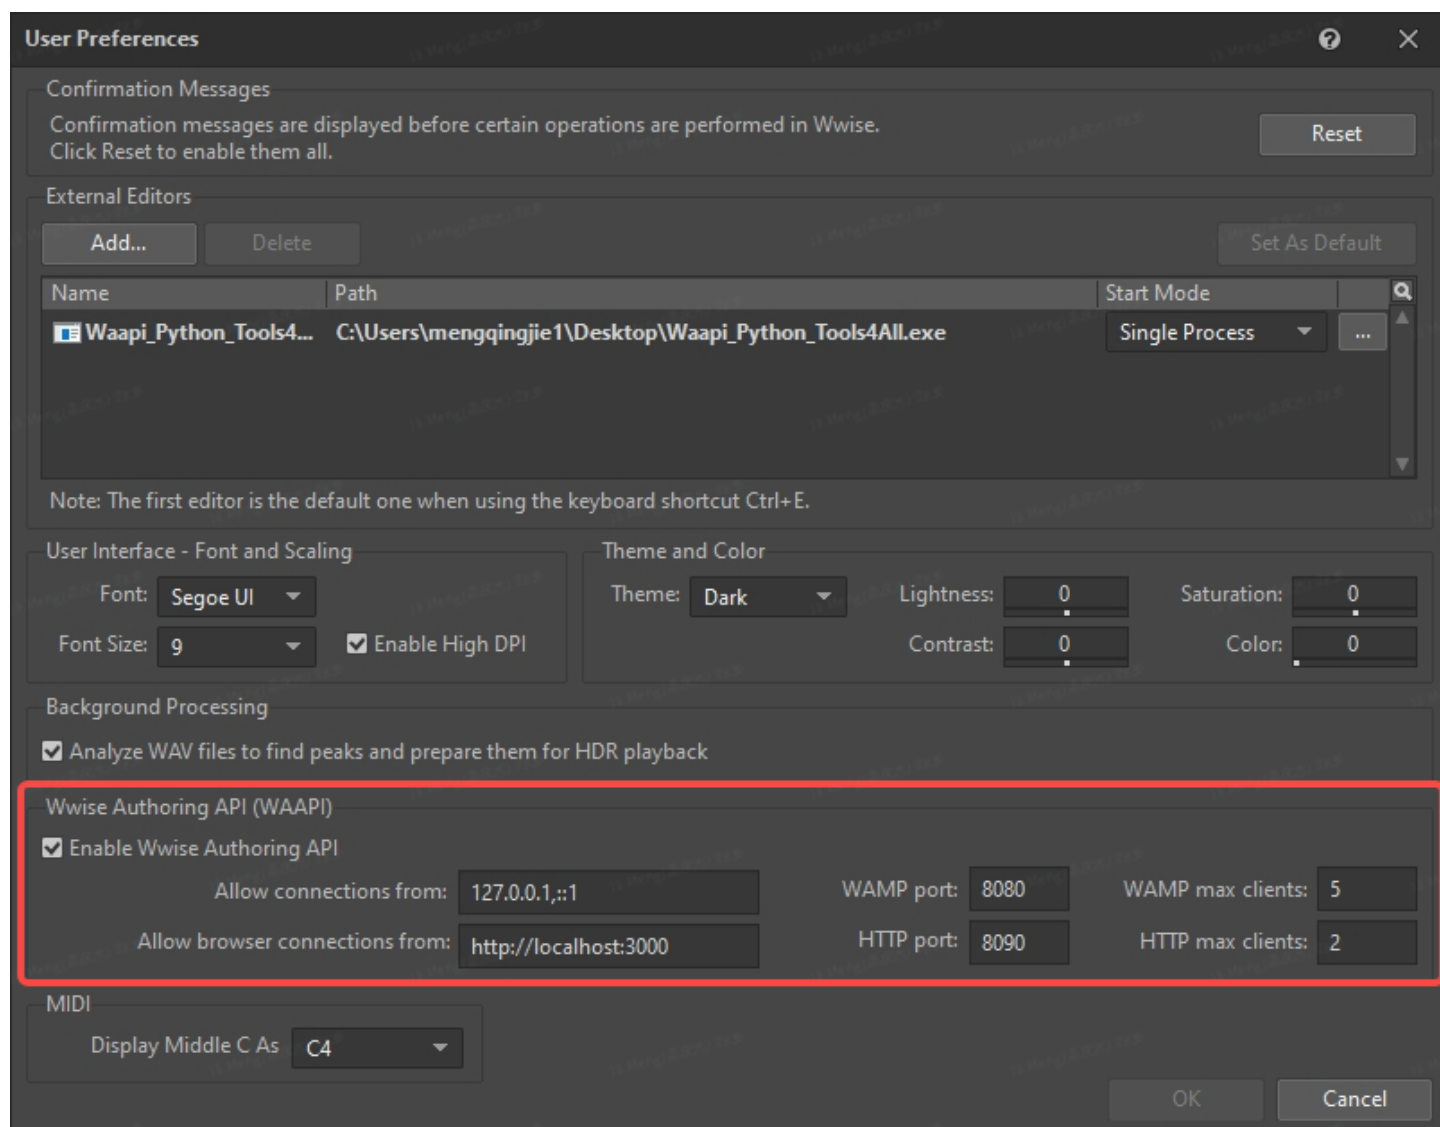 User Preferences
Confirmation Messages
Confirmation messages are displayed before certain operations are performed in Wwise.
Click Reset to enable them all.
Reset
External Editors
Add...
Delete
Set As Default
Name Path Start Mode
Waapi_Python_Tools4... C:\Users\mengqingjie1\Desktop\Waapi_Python_Tools4All.exe Single Process ...
Note: The first editor is the default one when using the keyboard shortcut Ctrl+E.
User Interface - Font and Scaling
Font: Segoe UI
Font Size: 9 Enable High DPI
Theme and Color
Theme: Dark Lightness: 0 Saturation: 0
Contrast: 0 Color: 0
Background Processing
Analyze WAV files to find peaks and prepare them for HDR playback
Wwise Authoring API (WAAPI)
Enable Wwise Authoring API
Allow connections from: 127.0.0.1,::1 WAMP port: 8080 WAMP max clients: 5
Allow browser connections from: http://localhost:3000 HTTP port: 8090 HTTP max clients: 2
MIDI
Display Middle C As C4
OK Cancel